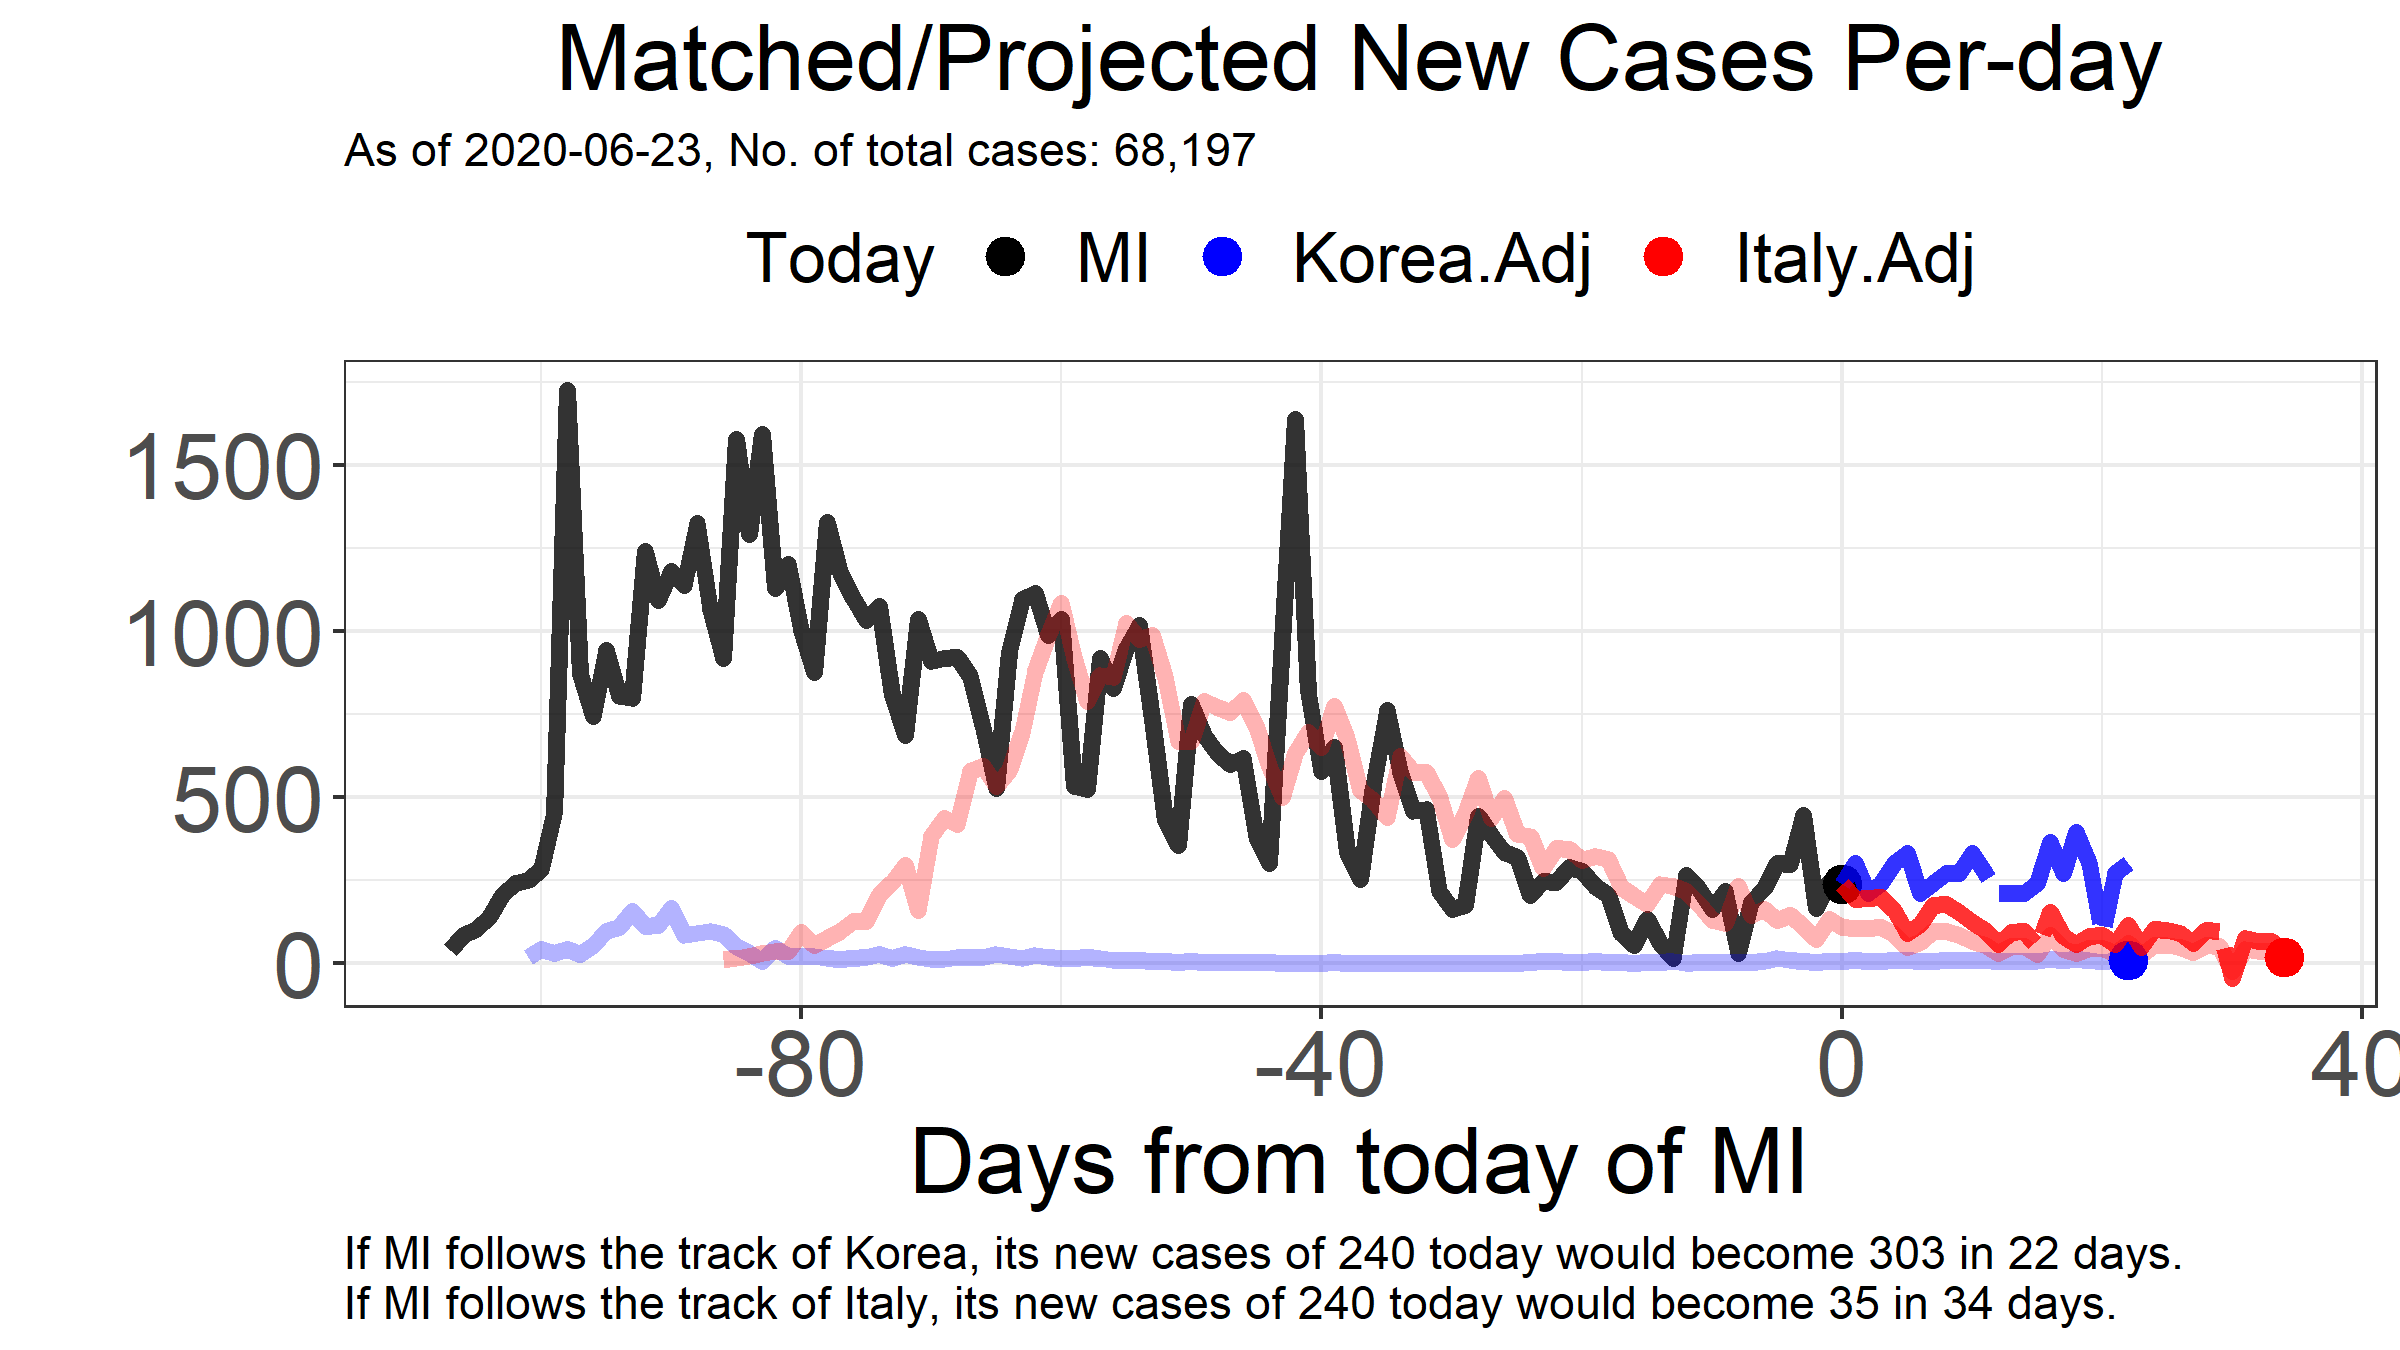 Matched/Projected New Cases Per-day
As of 2020-06-23, No. of total cases: 68,197
Today MI Korea.Adj Italy.Adj
1500
1000
500
0
-80 -40 0 40
Days from today of MI
If MI follows the track of Korea, its new cases of 240 today would become 303 in 22 days.
If MI follows the track of Italy, its new cases of 240 today would become 35 in 34 days.